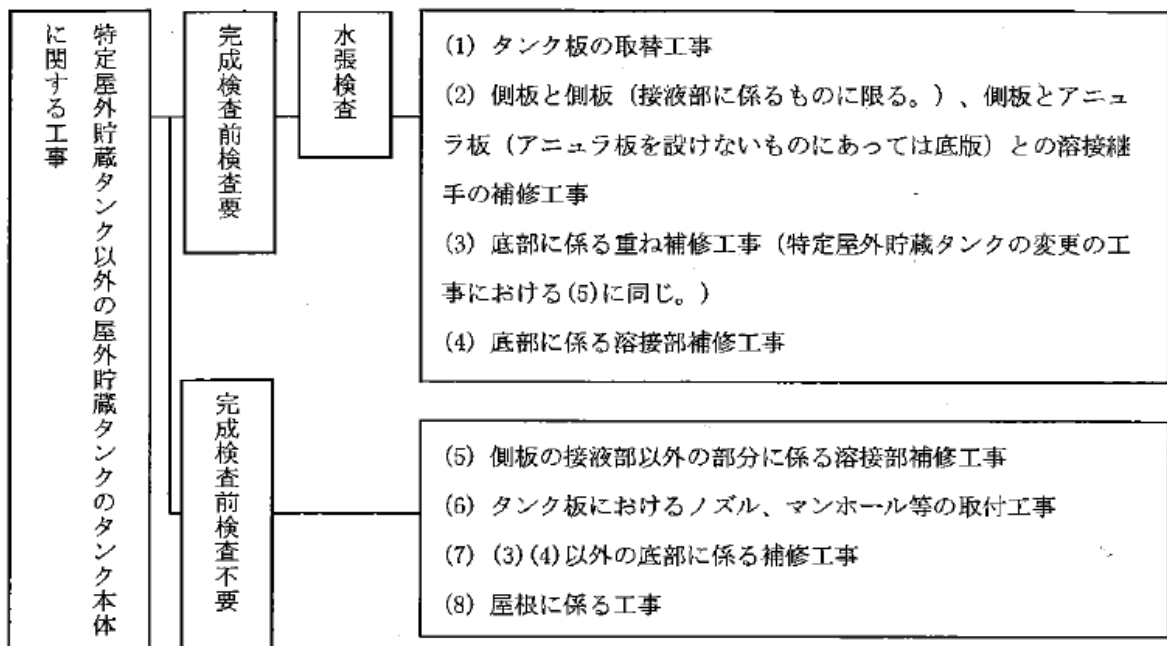 特定屋外貯蔵タンク以外の屋外貯蔵タンクのタンク本体
に関する工事
完成検査前検査要
水張検査
(1) タンク板の取替工事
(2) 側板と側板（接液部に係るものに限る。）、側板とアニュ
ラ板（アニュラ板を設けないものにあっては底版）との溶接継
手の補修工事
(3) 底部に係る重ね補修工事（特定屋外貯蔵タンクの変更の工
事における(5)に同じ。）
(4) 底部に係る溶接部補修工事
完成検査前検査不要
(5) 側板の接液部以外の部分に係る溶接部補修工事
(6) タンク板におけるノズル、マンホール等の取付工事
(7) (3)(4)以外の底部に係る補修工事
(8) 屋根に係る工事